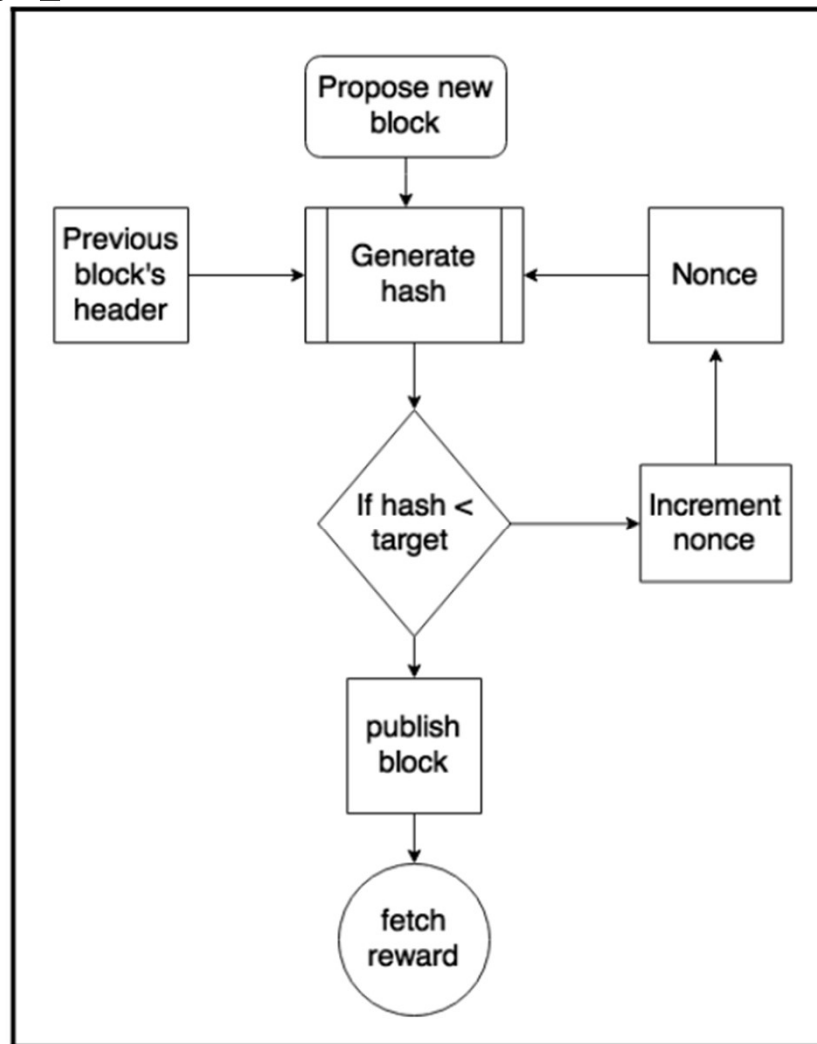 Propose new
block
Previous
block's
header
Generate
hash
Nonce
If hash <
target
Increment
nonce
publish
block
fetch
reward